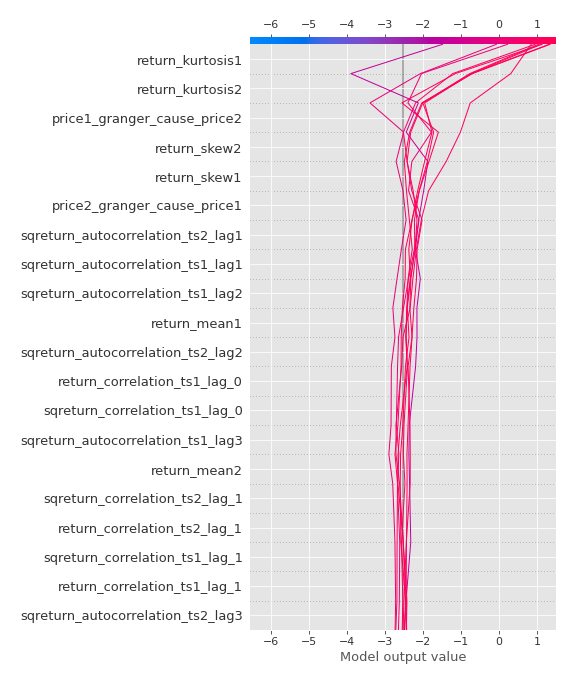 −6 −5 −4 −3 −2 −1 0 1
return_kurtosis1
return_kurtosis2
price1_granger_cause_price2
return_skew2
return_skew1
price2_granger_cause_price1
sqreturn_autocorrelation_ts2_lag1
sqreturn_autocorrelation_ts1_lag1
sqreturn_autocorrelation_ts1_lag2
return_mean1
sqreturn_autocorrelation_ts2_lag2
return_correlation_ts1_lag_0
sqreturn_correlation_ts1_lag_0
sqreturn_autocorrelation_ts1_lag3
return_mean2
sqreturn_correlation_ts2_lag_1
return_correlation_ts2_lag_1
sqreturn_correlation_ts1_lag_1
return_correlation_ts1_lag_1
sqreturn_autocorrelation_ts2_lag3
−6 −5 −4 −3 −2 −1 0 1
Model output value